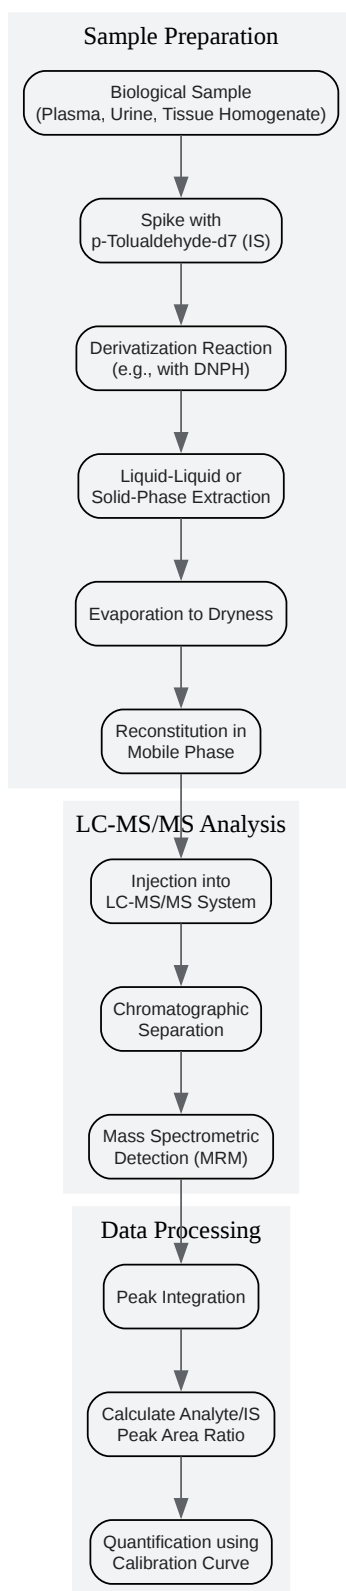 Sample Preparation
Biological Sample
(Plasma, Urine, Tissue Homogenate)
Spike with
p-Tolualdehyde-d7 (IS)
Derivatization Reaction
(e.g., with DNPH)
Liquid-Liquid or
Solid-Phase Extraction
Evaporation to Dryness
Reconstitution in
Mobile Phase
LC-MS/MS Analysis
Injection into
LC-MS/MS System
Chromatographic
Separation
Mass Spectrometric
Detection (MRM)
Data Processing
Peak Integration
Calculate Analyte/IS
Peak Area Ratio
Quantification using
Calibration Curve